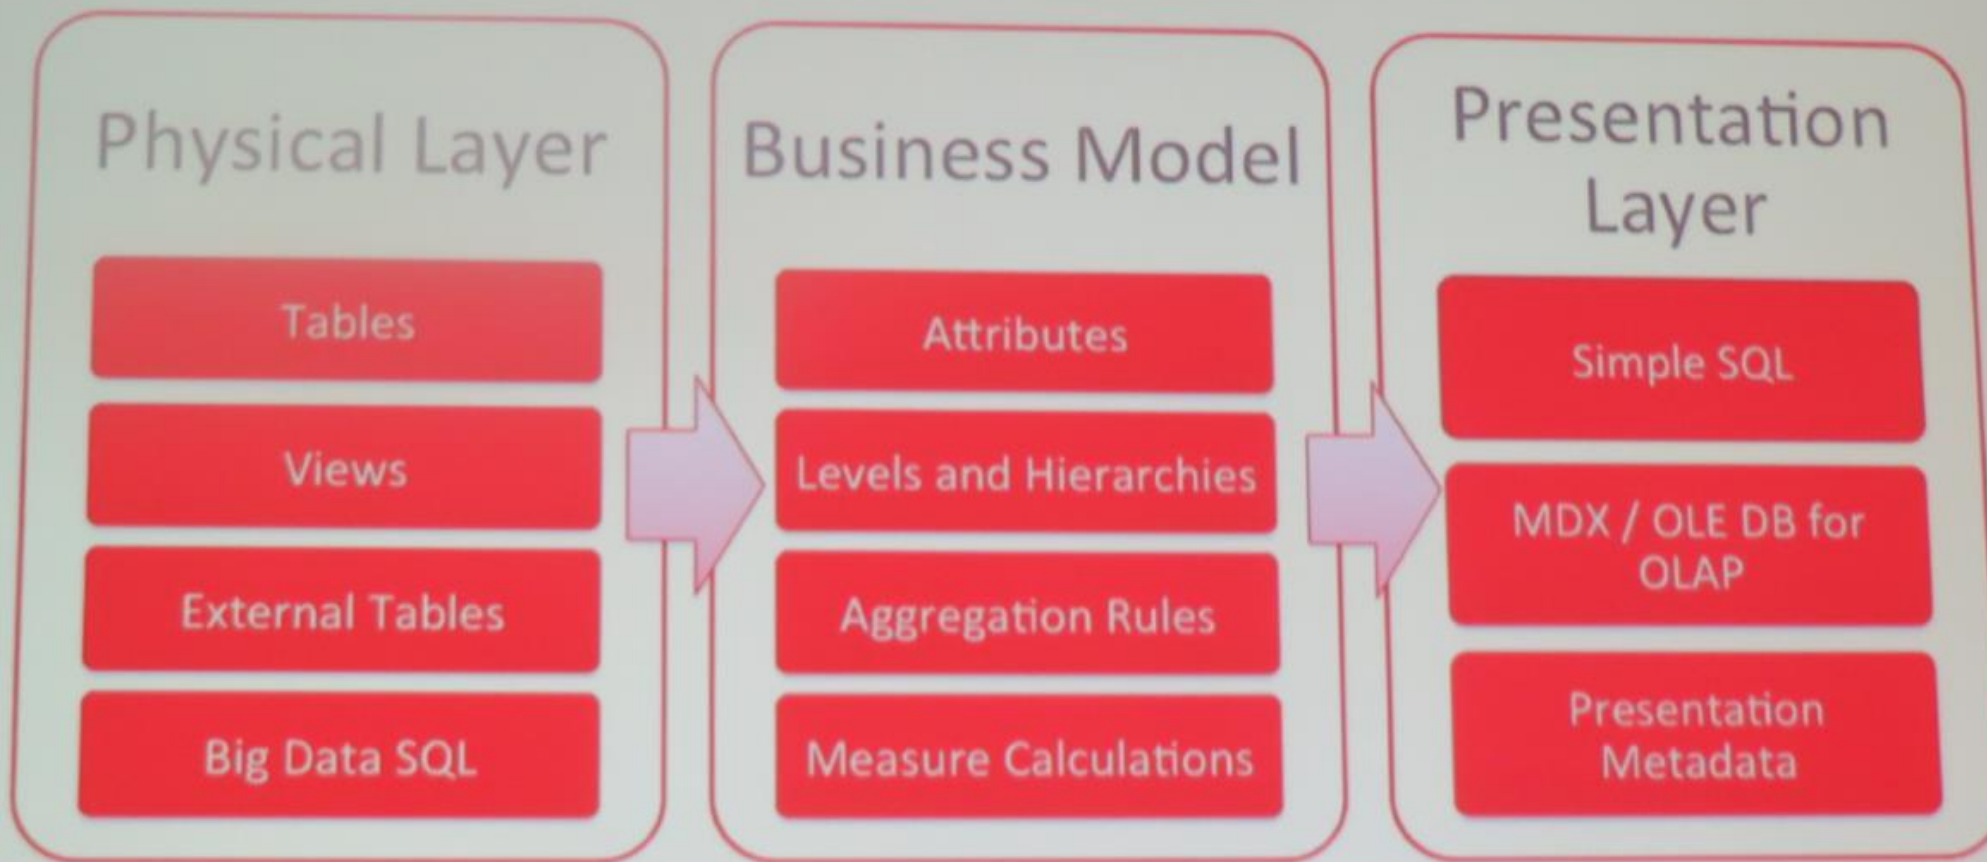 Physical Layer
Tables
Views
External Tables
Big Data SQL
Business Model
Attributes
Levels and Hierarchies
Aggregation Rules
Measure Calculations
Presentation
Layer
Simple SQL
MDX / OLE DB for
OLAP
Presentation
Metadata